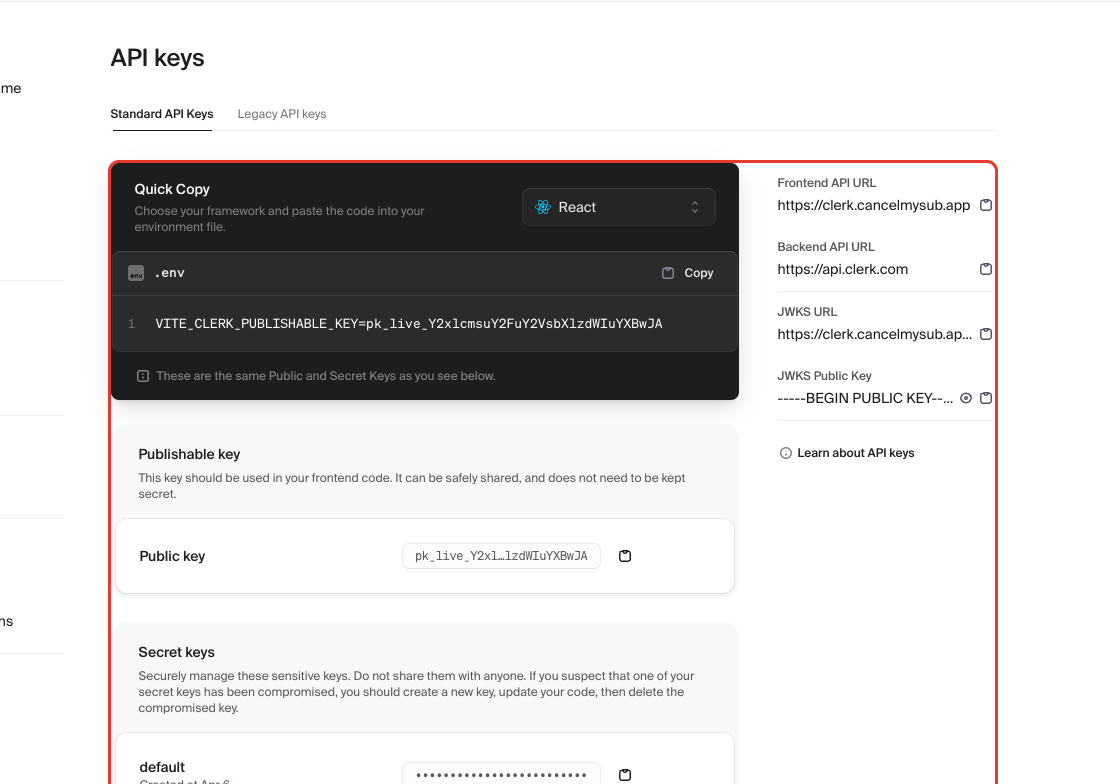 API keys
me
Standard API Keys
Legacy API keys
Quick Copy
Choose your framework and paste the code into your
environment file.
React
env
.env
Copy
1
VITE_CLERK_PUBLISHABLE_KEY=pk_live_Y2xlcmsuY2FuY2VsbXlzdWIuYXBwJA
These are the same Public and Secret Keys as you see below.
Publishable key
This key should be used in your frontend code. It can be safely shared, and does not need to be kept
secret.
Public key
pk_live_Y2xl…lzdWIuYXBwJA
ns
Secret keys
Securely manage these sensitive keys. Do not share them with anyone. If you suspect that one of your
secret keys has been compromised, you should create a new key, update your code, then delete the
compromised key.
default
Created at Apr 6
•••••••••••••••••••••••••
Frontend API URL
https://clerk.cancelmysub.app
Backend API URL
https://api.clerk.com
JWKS URL
https://clerk.cancelmysub.ap...
JWKS Public Key
-----BEGIN PUBLIC KEY--...
Learn about API keys